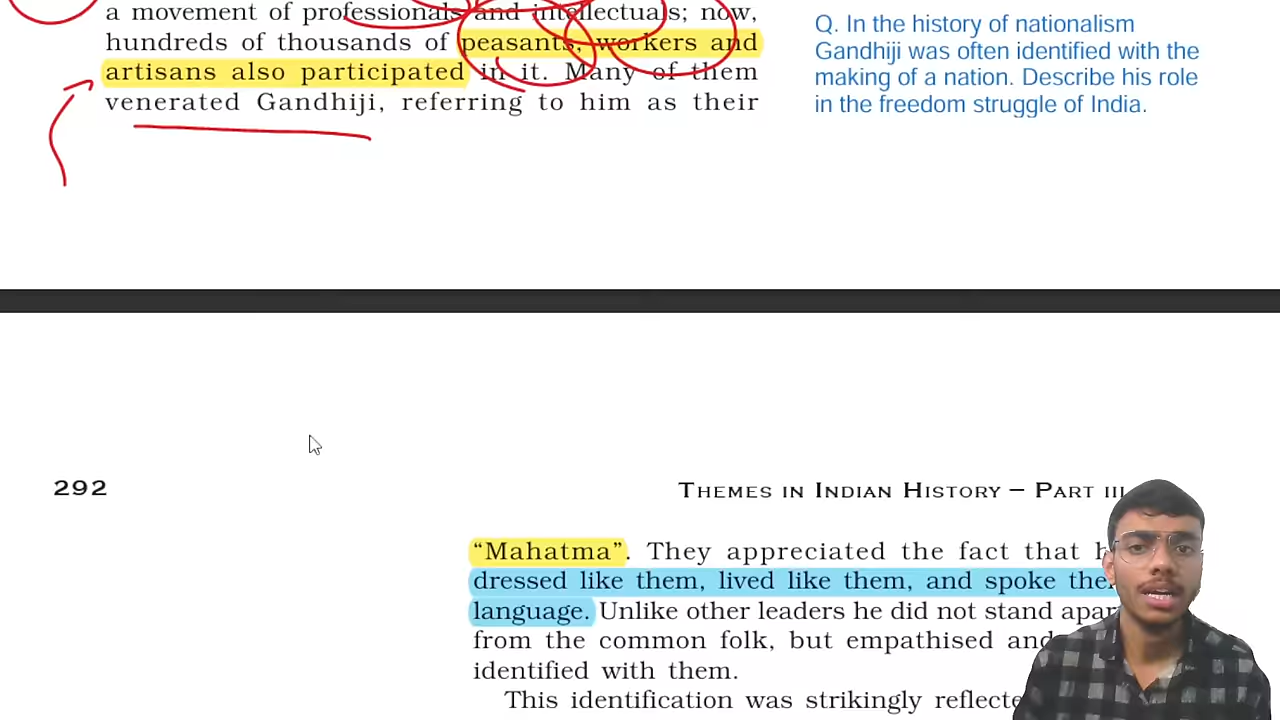 a movement of professionals and intellectuals; now,
hundreds of thousands of peasants, workers and
artisans also participated in it. Many of them
venerated Gandhiji, referring to him as their
Q. In the history of nationalism
Gandhiji was often identified with the
making of a nation. Describe his role
in the freedom struggle of India.
292
THEMES IN INDIAN HISTORY – PART III
“Mahatma”. They appreciated the fact that
dressed like them, lived like them, and spoke
language. Unlike other leaders he did not stand
from the common folk, but empathised and
identified with them.
This identification was strikingly